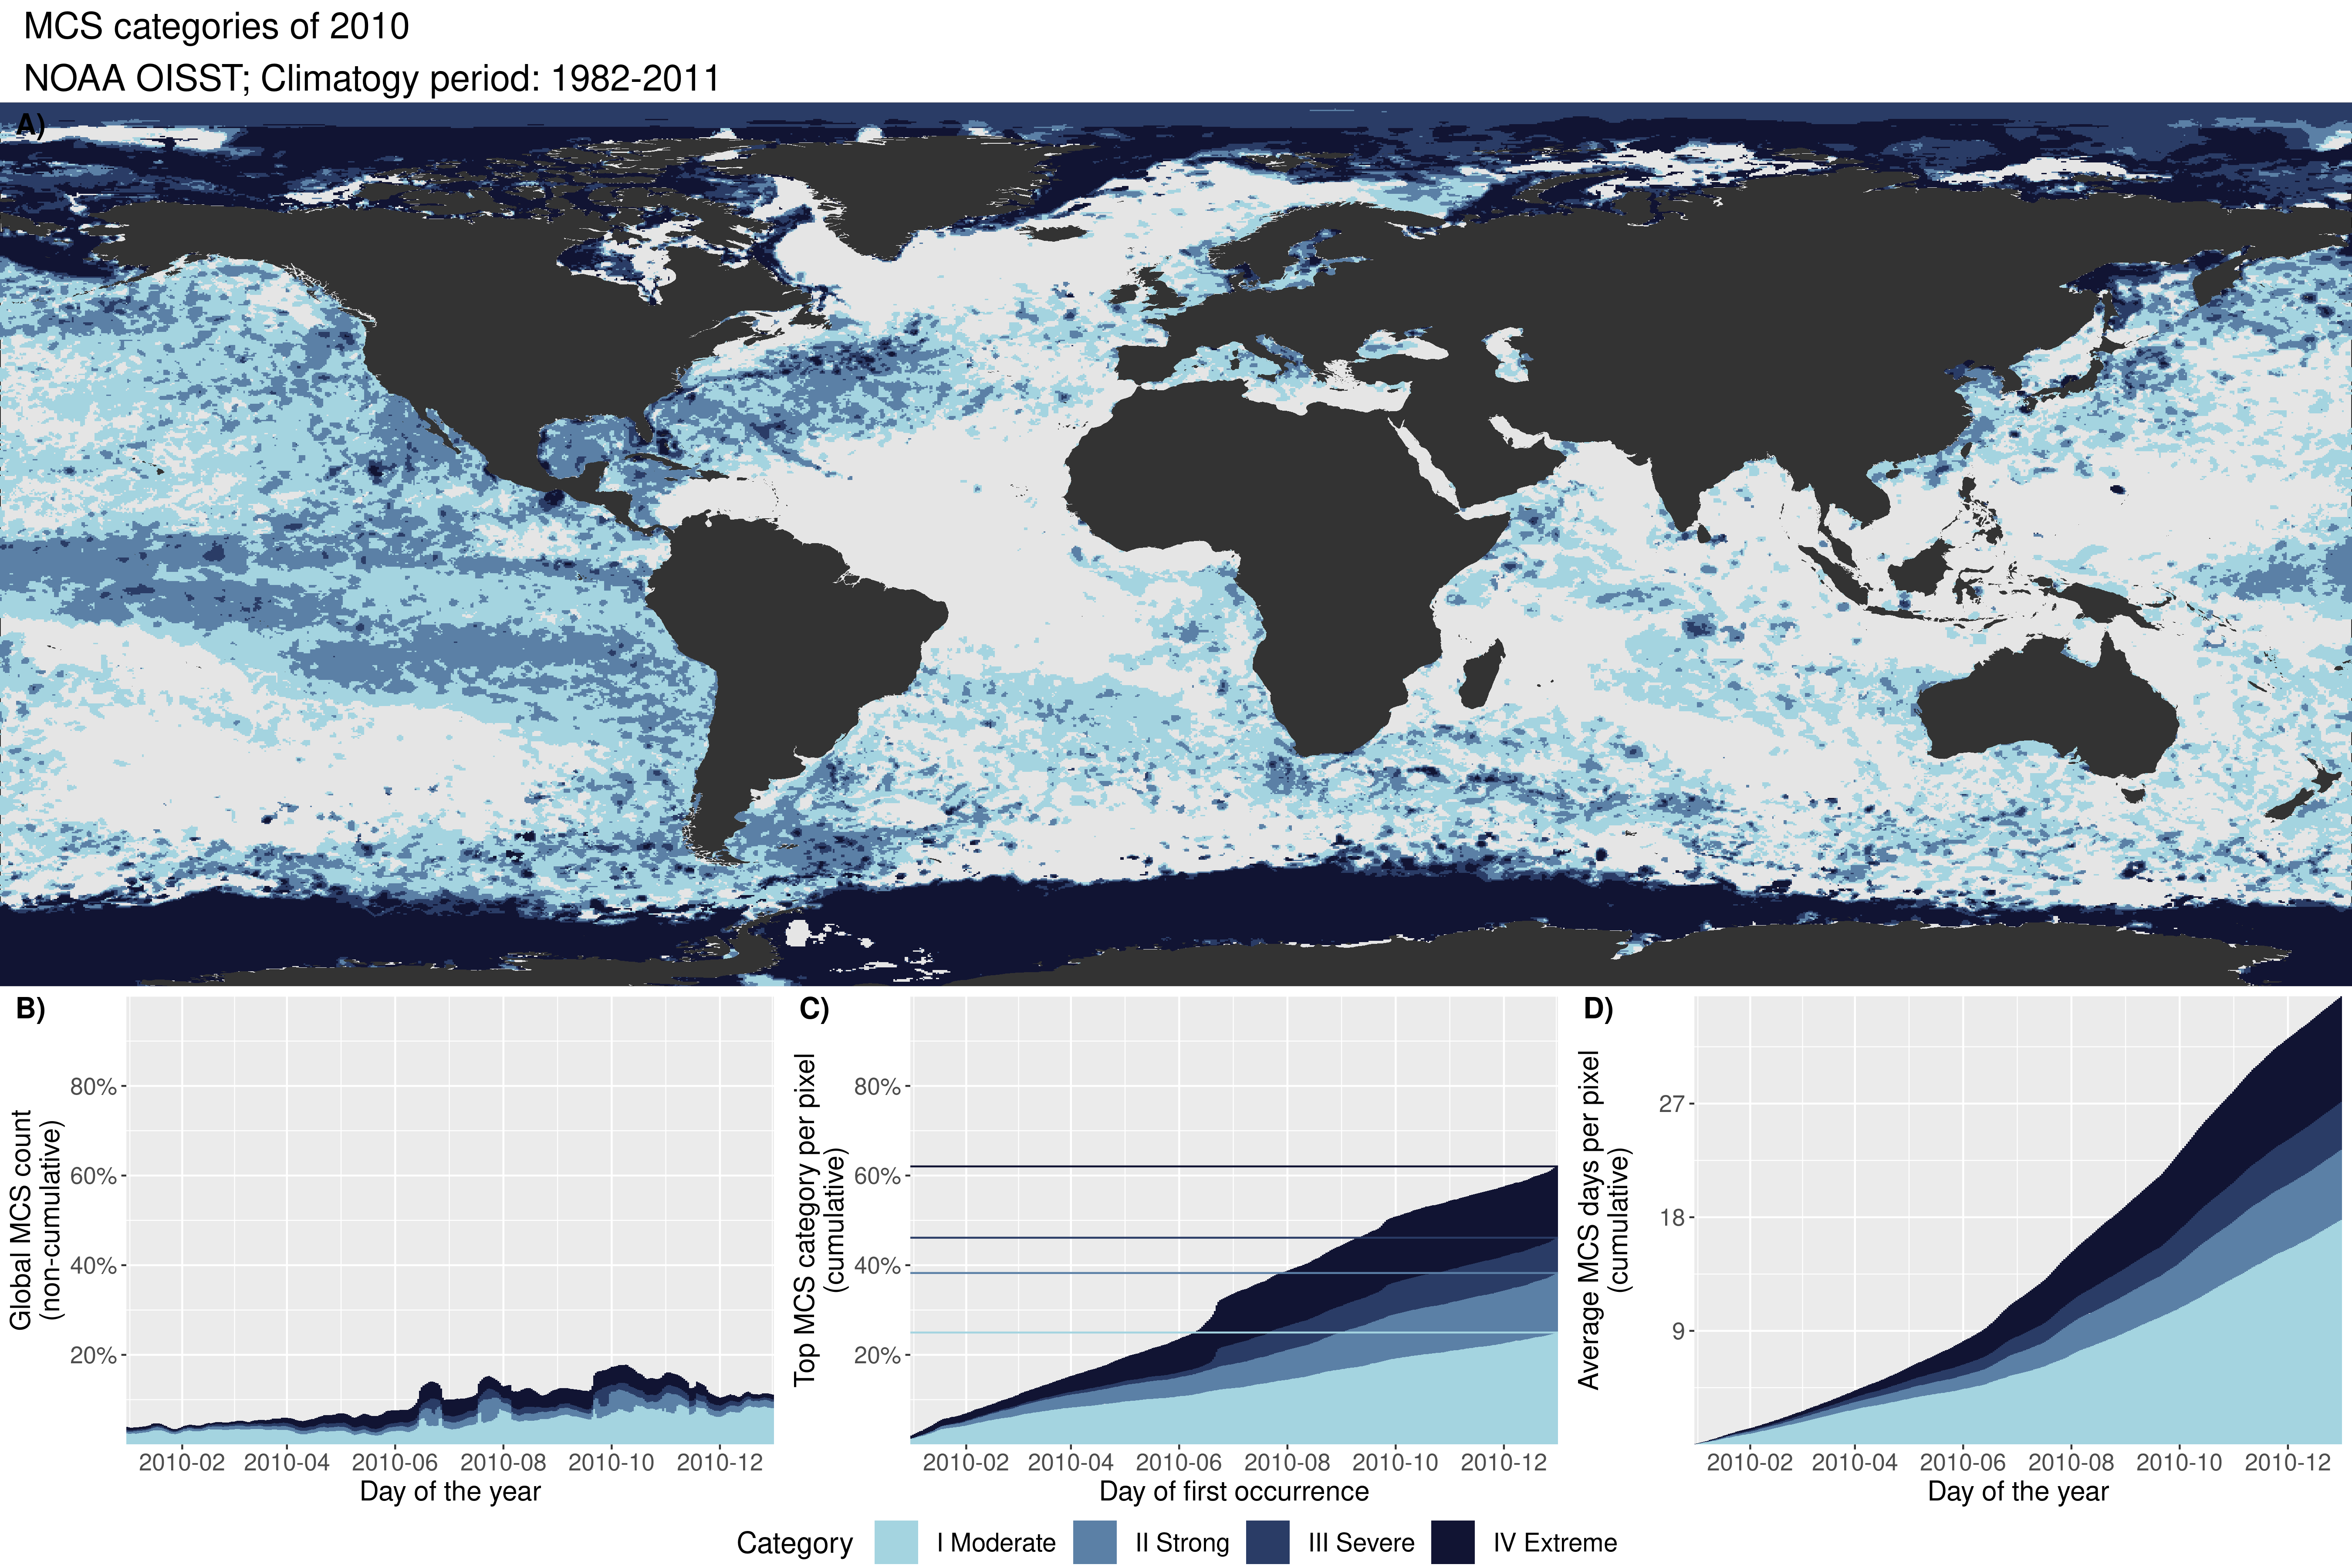 MCS categories of 2010
NOAA OISST; Climatogy period: 1982-2011
A)
B)
Global MCS count
(non-cumulative)
80%
60%
40%
20%
2010-02 2010-04 2010-06 2010-08 2010-10 2010-12
Day of the year
C)
Top MCS category per pixel
(cumulative)
80%
60%
40%
20%
2010-02 2010-04 2010-06 2010-08 2010-10 2010-12
Day of first occurrence
D)
Average MCS days per pixel
(cumulative)
27
18
9
2010-02 2010-04 2010-06 2010-08 2010-10 2010-12
Day of the year
Category I Moderate II Strong III Severe IV Extreme